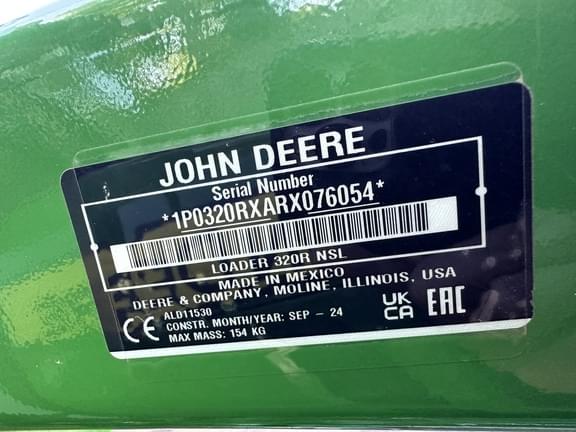 JOHN DEERE
Serial Number
*1P0320RXARX076054*
LOADER 320R NSL
MADE IN MEXICO
DEERE & COMPANY, MOLINE, ILLINOIS, USA
ALD11530
CONSTR. MONTH/YEAR: SEP - 24
MAX MASS: 154 KG
CE
UK
CA
EAC